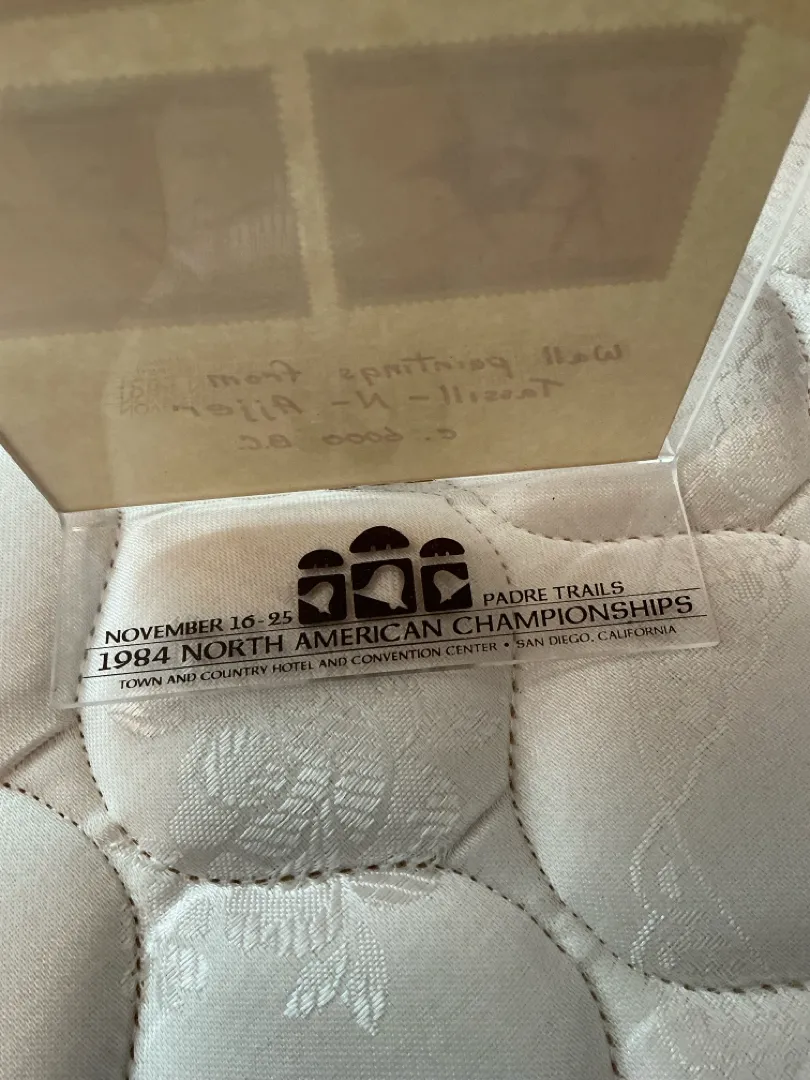 Wall paintings from
Tassili-N-Ajjer
c. 6000 B.C.
NOVEMBER 16-25
PADRE TRAILS
1984 NORTH AMERICAN CHAMPIONSHIPS
TOWN AND COUNTRY HOTEL AND CONVENTION CENTER • SAN DIEGO, CALIFORNIA